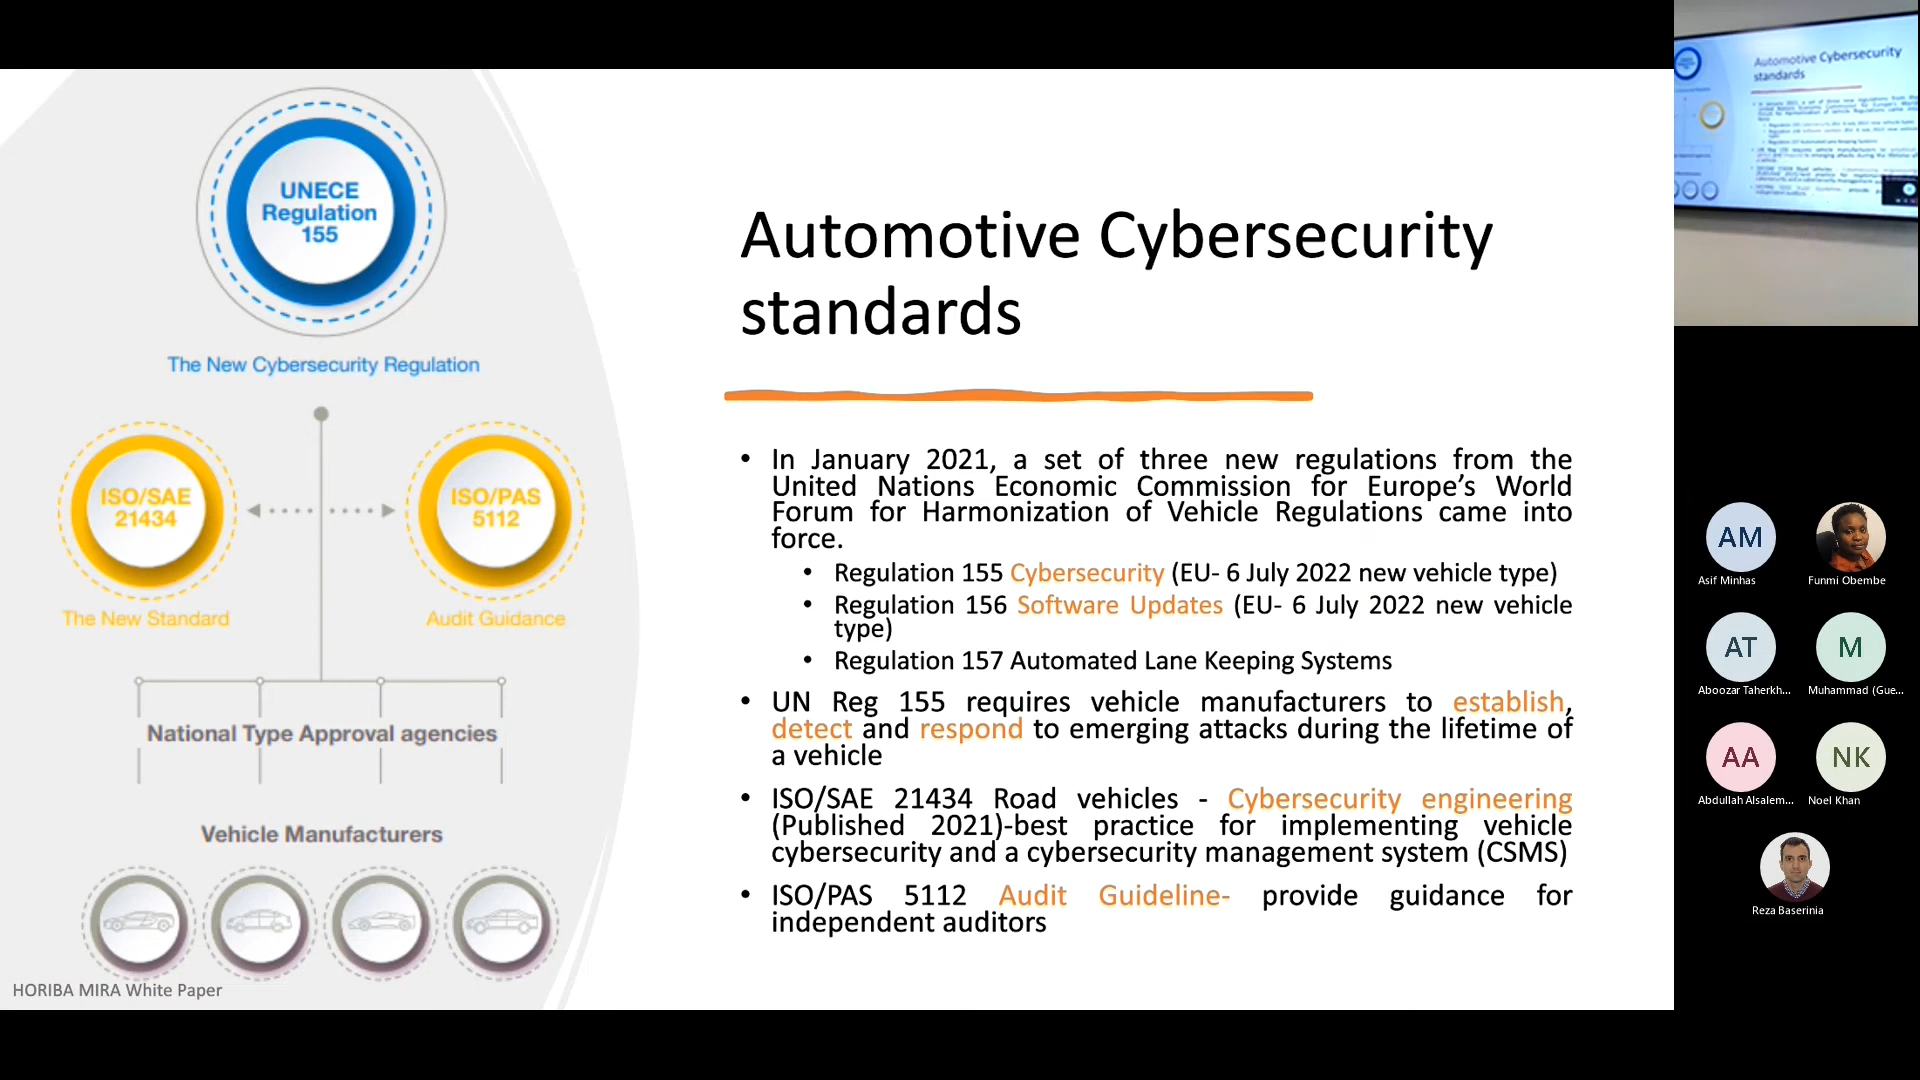 UNECE
Regulation
155
The New Cybersecurity Regulation
ISO/SAE
21434
ISO/PAS
5112
The New Standard
Audit Guidance
National Type Approval agencies
Vehicle Manufacturers
HORIBA MIRA White Paper
Automotive Cybersecurity
standards
• In January 2021, a set of three new regulations from the
United Nations Economic Commission for Europe’s World
Forum for Harmonization of Vehicle Regulations came into
force.
• Regulation 155 Cybersecurity (EU- 6 July 2022 new vehicle type)
• Regulation 156 Software Updates (EU- 6 July 2022 new vehicle
type)
• Regulation 157 Automated Lane Keeping Systems
• UN Reg 155 requires vehicle manufacturers to establish,
detect and respond to emerging attacks during the lifetime of
a vehicle
• ISO/SAE 21434 Road vehicles - Cybersecurity engineering
(Published 2021)-best practice for implementing vehicle
cybersecurity and a cybersecurity management system (CSMS)
• ISO/PAS 5112 Audit Guideline- provide guidance for
independent auditors
Automotive Cybersecurity
standards
AM
Asif Minhas
Funmi Obembe
AT
Aboozar Taherkh...
M
Muhammad (Gue...
AA
Abdullah Alsalem...
NK
Noel Khan
Reza Baserinia